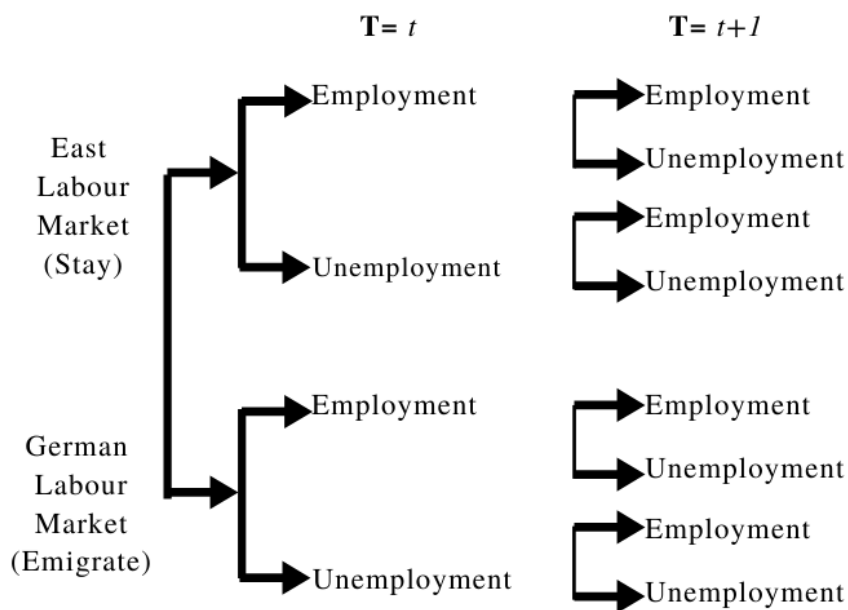 T= t T= t+1
Employment Employment
East
Labour
Market
(Stay)
Unemployment
Employment
Unemployment Unemployment
Employment Employment
German
Labour
Market
(Emigrate)
Unemployment
Employment
Unemployment Unemployment